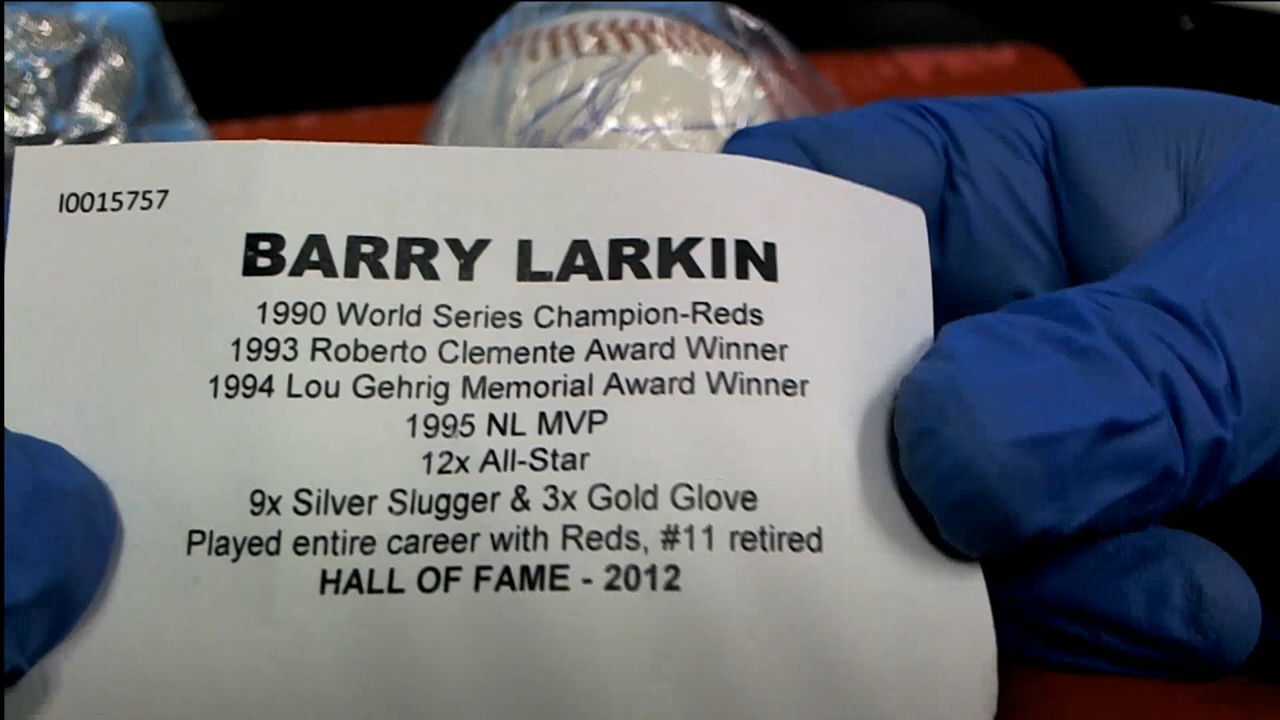 I0015757
BARRY LARKIN
1990 World Series Champion-Reds
1993 Roberto Clemente Award Winner
1994 Lou Gehrig Memorial Award Winner
1995 NL MVP
12x All-Star
9x Silver Slugger & 3x Gold Glove
Played entire career with Reds, #11 retired
HALL OF FAME - 2012